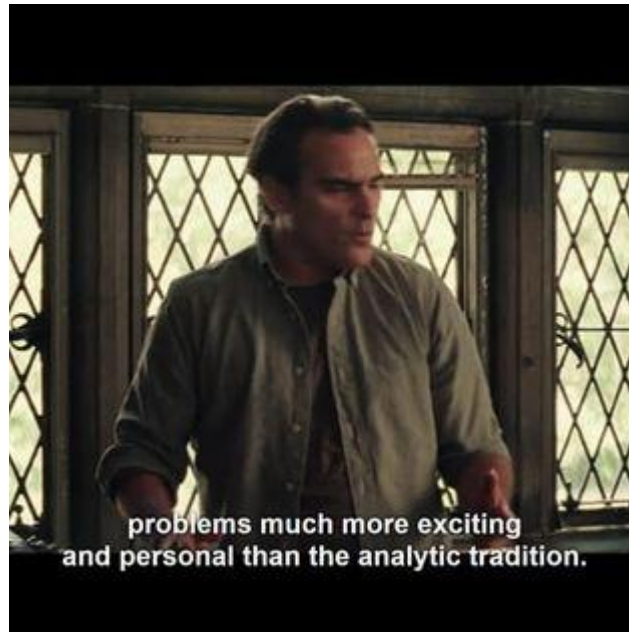 problems much more exciting
and personal than the analytic tradition.